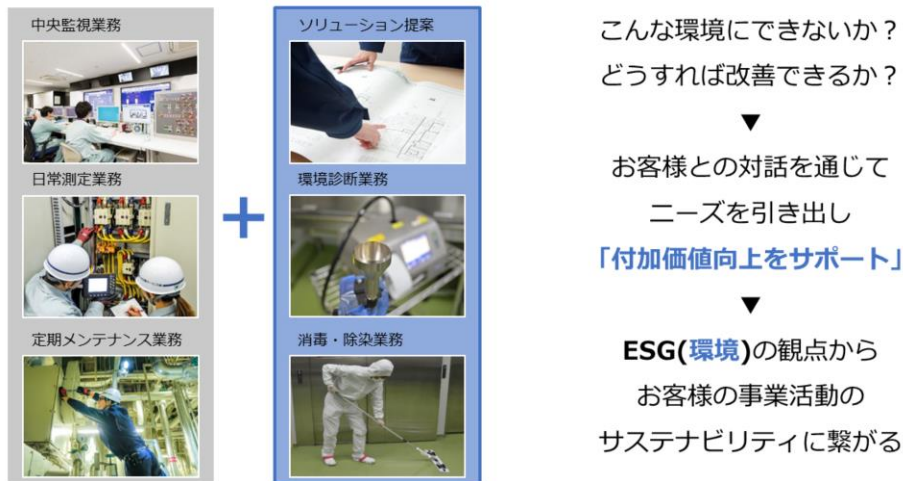 中央監視業務
日常測定業務
定期メンテナンス業務
+
ソリューション提案
環境診断業務
消毒・除染業務
こんな環境にできないか?
どうすれば改善できるか?
▼
お客様との対話を通じて
ニーズを引き出し
「付加価値向上をサポート」
▼
ESG(環境)の観点から
お客様の事業活動の
サステナビリティに繋がる